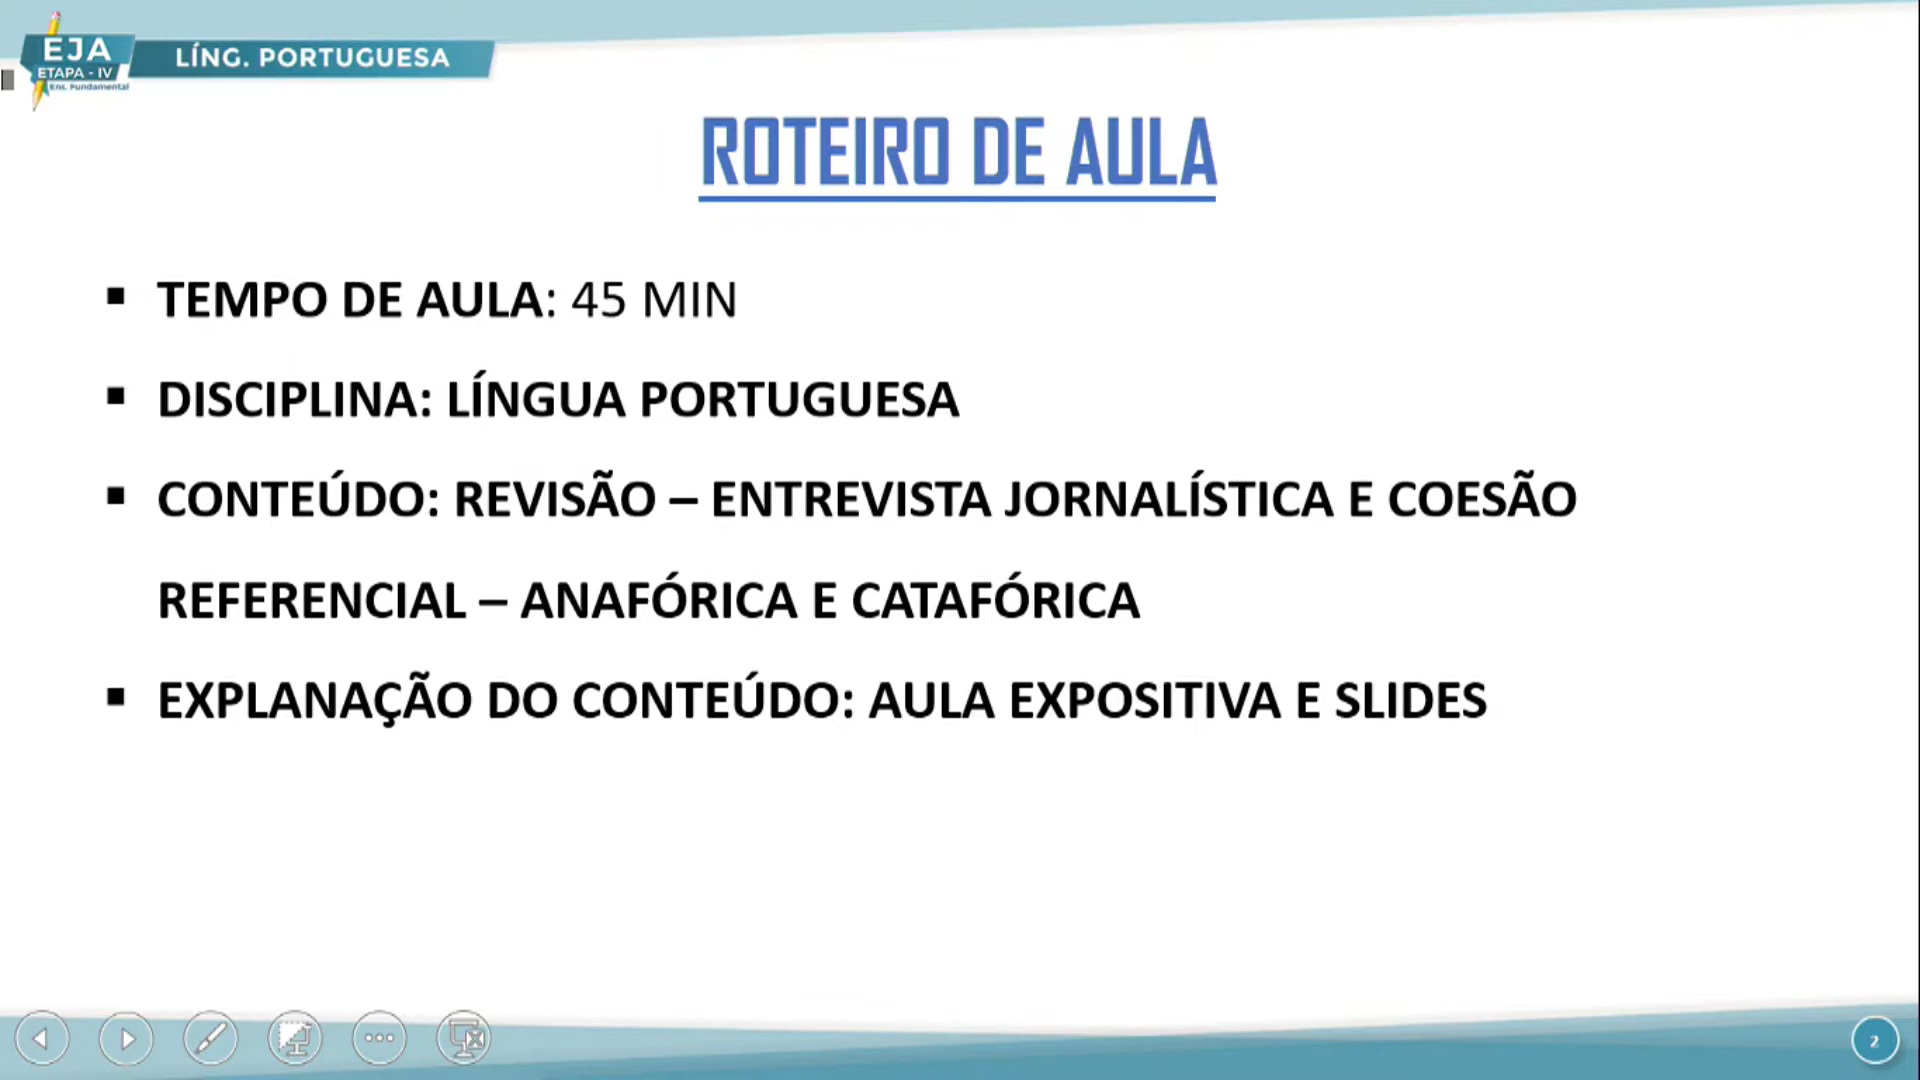 EJA
ETAPA - IV
Ens. Fundamental
LÍNG. PORTUGUESA
ROTEIRO DE AULA
▪ TEMPO DE AULA: 45 MIN
▪ DISCIPLINA: LÍNGUA PORTUGUESA
▪ CONTEÚDO: REVISÃO – ENTREVISTA JORNALÍSTICA E COESÃO
REFERENCIAL – ANAFÓRICA E CATAFÓRICA
▪ EXPLANAÇÃO DO CONTEÚDO: AULA EXPOSITIVA E SLIDES
2